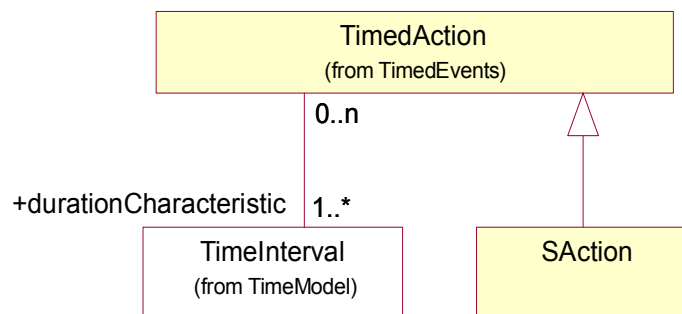 TimedAction
(from TimedEvents)
0..n
+durationCharacteristic 1..*
TimeInterval
(from TimeModel)
SAction